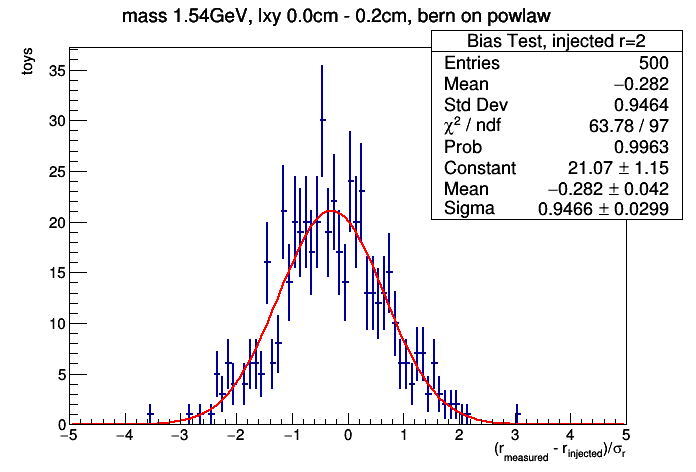 mass 1.54GeV, lxy 0.0cm - 0.2cm, bern on powlaw
Bias Test, injected r=2
Entries 500
Mean −0.282
Std Dev 0.9464
χ² / ndf 63.78 / 97
Prob 0.9963
Constant 21.07 ± 1.15
Mean −0.282 ± 0.042
Sigma 0.9466 ± 0.0299
toys
35
30
25
20
15
10
5
0
−5 −4 −3 −2 −1 0 1 2 3 4 5
(r_measured - r_injected)/σ_r